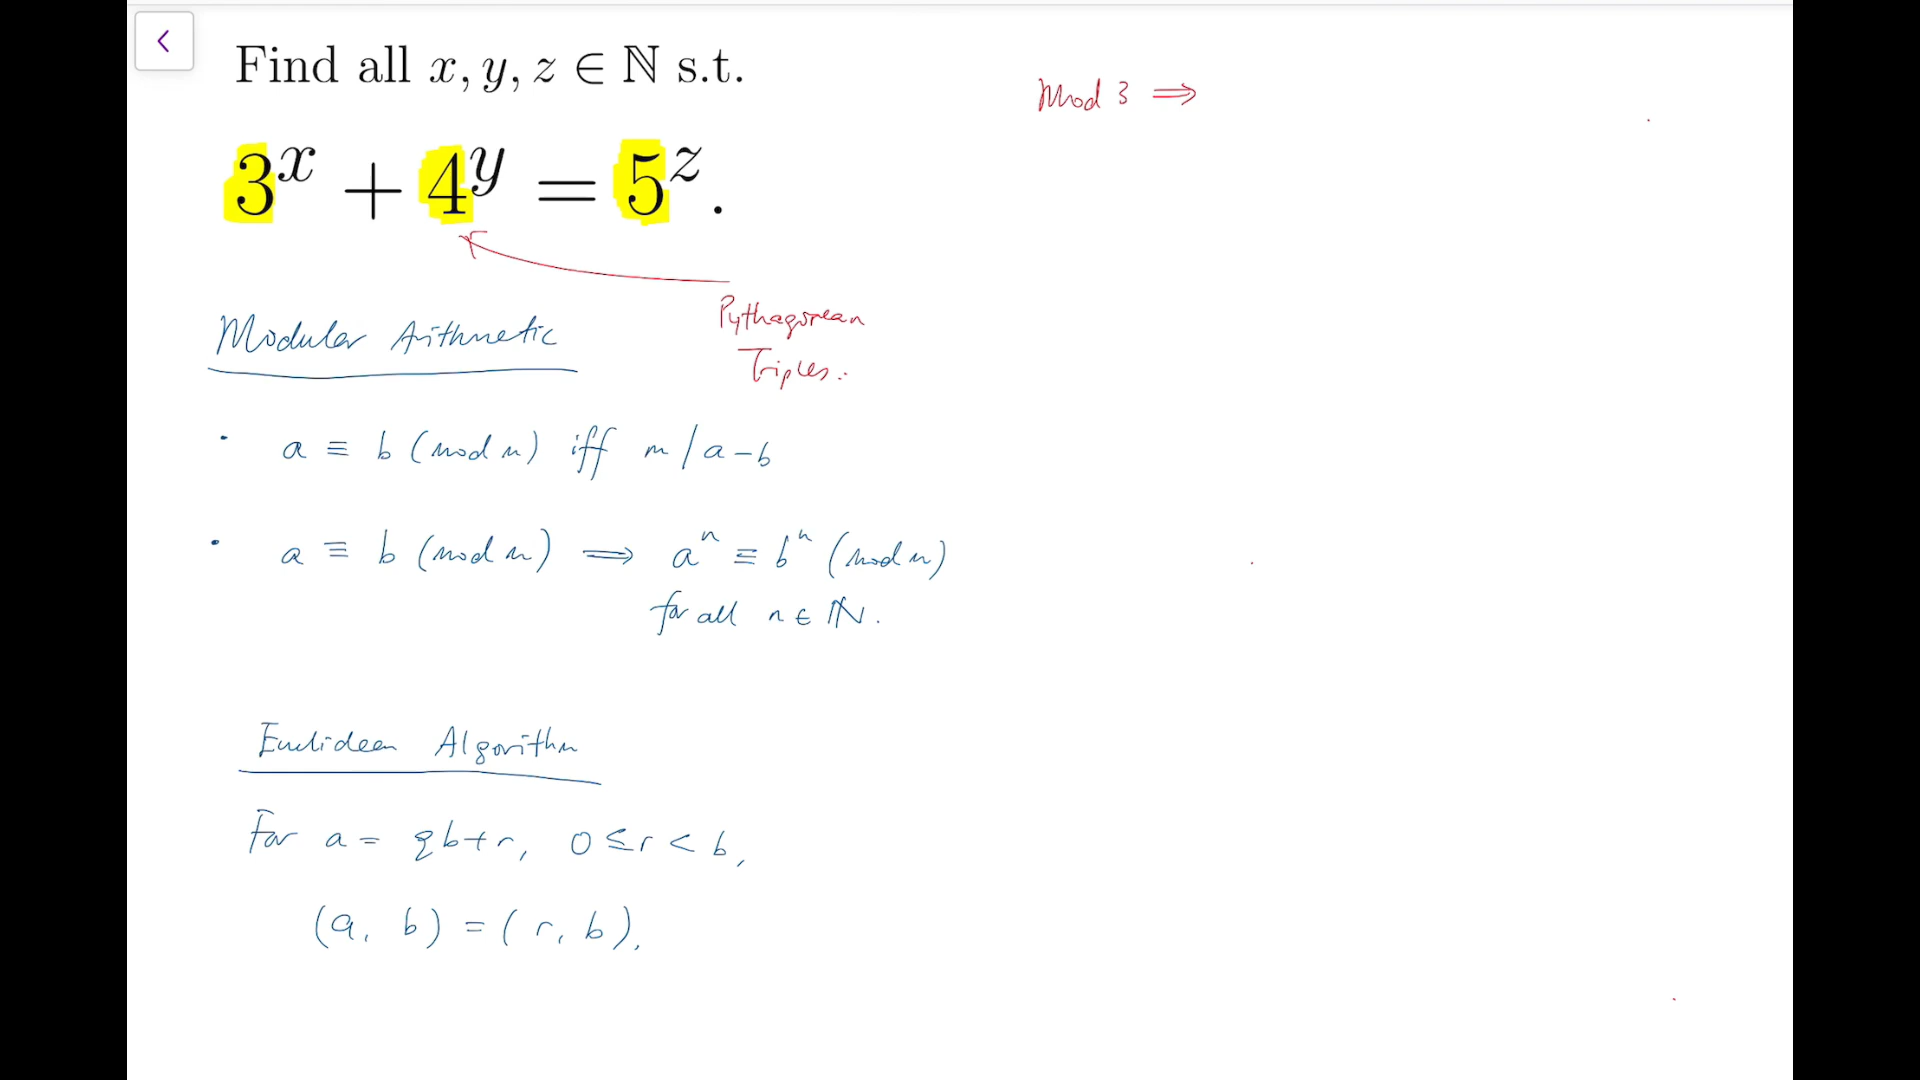 Find all x, y, z ∈ ℕ s.t.
3^x + 4^y = 5^z.
Mod 3 ⟹
Pythagorean
Triples.
Modular Arithmetic
· a ≡ b (mod m) iff m | a-b
· a ≡ b (mod m) ⟹ a^n ≡ b^n (mod m)
for all n ∈ ℕ.
Euclidean Algorithm
For a = qb+r, 0 ≤ r < b,
(a, b) = (r, b).